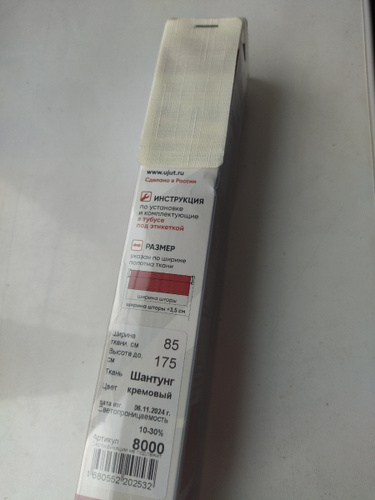 www.ujut.ru
Сделано в России
ИНСТРУКЦИЯ
по установке
и комплектующие
в тубусе
под этикеткой
РАЗМЕР
указан по ширине
полотна ткани
ширина шторы
ширина шторы +3,5 см
Ширина
ткани, см 85
Высота до,
см 175
Ткань Шантунг
Цвет кремовый
06.11.2024 г.
Светопроницаемость
10-30%
Артикул 8000
1680552202532